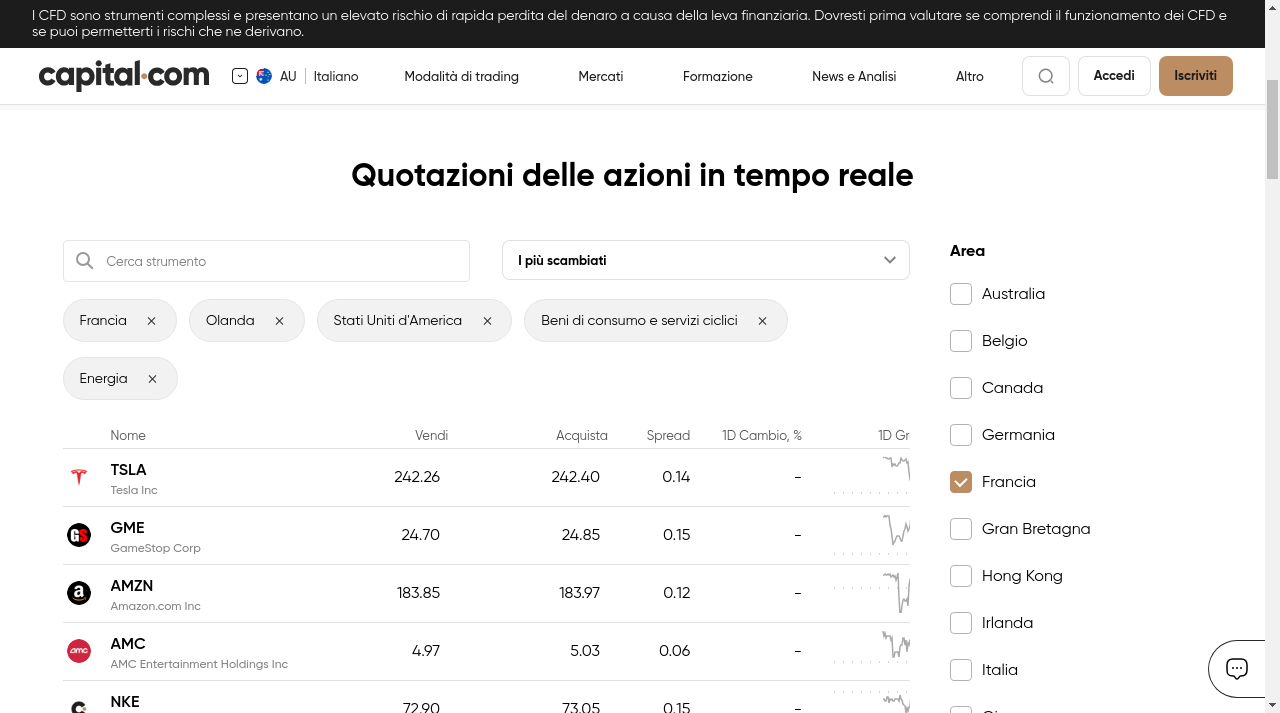 I CFD sono strumenti complessi e presentano un elevato rischio di rapida perdita del denaro a causa della leva finanziaria. Dovresti prima valutare se comprendi il funzionamento dei CFD e
se puoi permetterti i rischi che ne derivano.
capital.com AU Italiano Modalità di trading Mercati Formazione News e Analisi Altro Accedi Iscriviti
Quotazioni delle azioni in tempo reale
Cerca strumento
I più scambiati
Francia Olanda Stati Uniti d'America Beni di consumo e servizi ciclici
Energia
Nome Vendi Acquista Spread 1D Cambio, % 1D Gr
TSLA 242.26 242.40 0.14 -
Tesla Inc
GME 24.70 24.85 0.15 -
GameStop Corp
AMZN 183.85 183.97 0.12 -
Amazon.com Inc
AMC 4.97 5.03 0.06 -
AMC Entertainment Holdings Inc
NKE 72.90 73.05 0.15 -
Area
Australia
Belgio
Canada
Germania
Francia
Gran Bretagna
Hong Kong
Irlanda
Italia